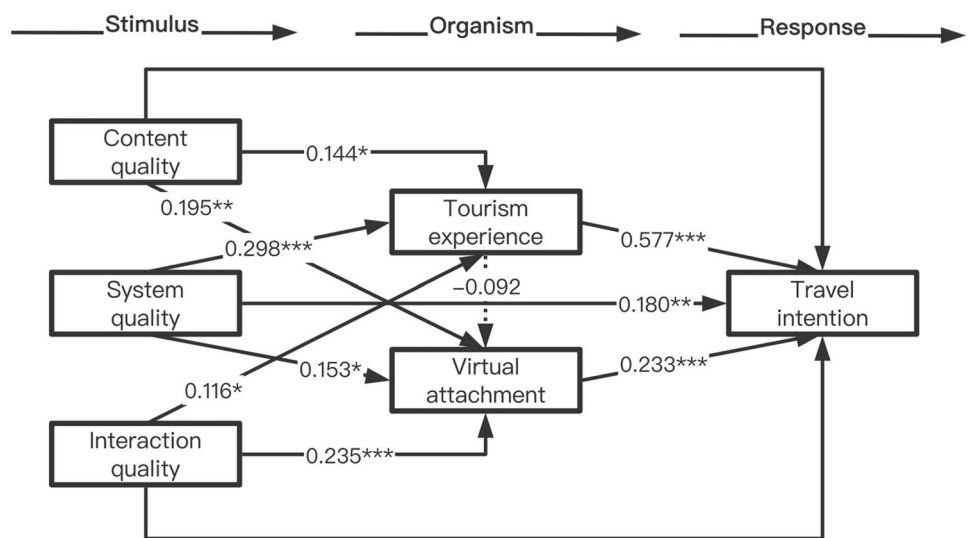 Stimulus
Organism
Response
Content
quality
0.144*
0.195**
Tourism
experience
0.298***
0.577***
−0.092
System
quality
0.180**
Travel
intention
0.153*
Virtual
attachment
0.233***
0.116*
Interaction
quality
0.235***